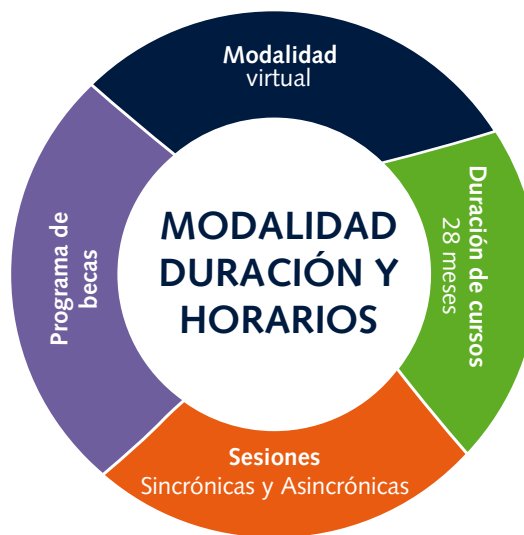 Modalidad
virtual
Duración de cursos
28 meses
MODALIDAD
DURACIÓN Y
HORARIOS
Programa de
becas
Sesiones
Sincrónicas y Asincrónicas